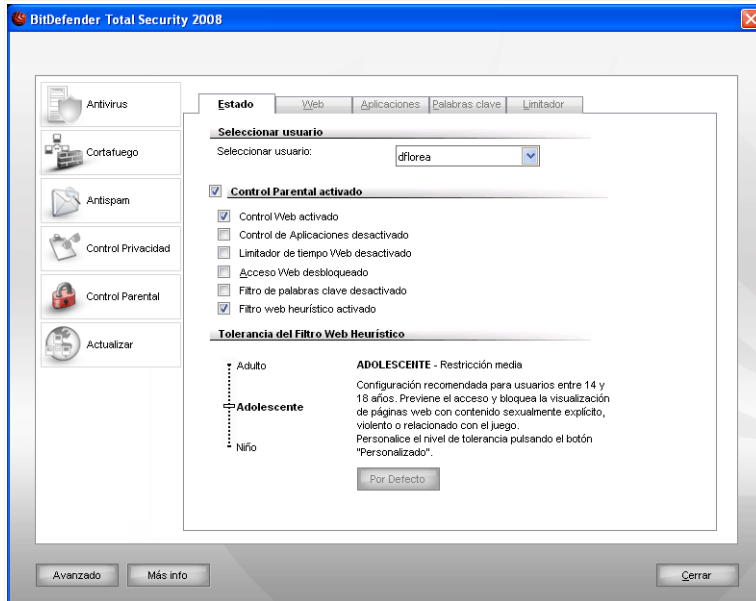 BitDefender Total Security 2008
Antivirus
Cortafuego
Antispam
Control Privacidad
Control Parental
Actualizar
Estado
Web
Aplicaciones
Palabras clave
Limitador
Seleccionar usuario
Seleccionar usuario:
dflorea
Control Parental activado
Control Web activado
Control de Aplicaciones desactivado
Limitador de tiempo Web desactivado
Acceso Web desbloqueado
Filtro de palabras clave desactivado
Filtro web heurístico activado
Tolerancia del Filtro Web Heurístico
Adulto
Adolescente
Niño
ADOLESCENTE - Restricción media
Configuración recomendada para usuarios entre 14 y
18 años. Previene el acceso y bloquea la visualización
de páginas web con contenido sexualmente explícito,
violento o relacionado con el juego.
Personalice el nivel de tolerancia pulsando el botón
"Personalizado".
Por Defecto
Avanzado
Más info
Cerrar